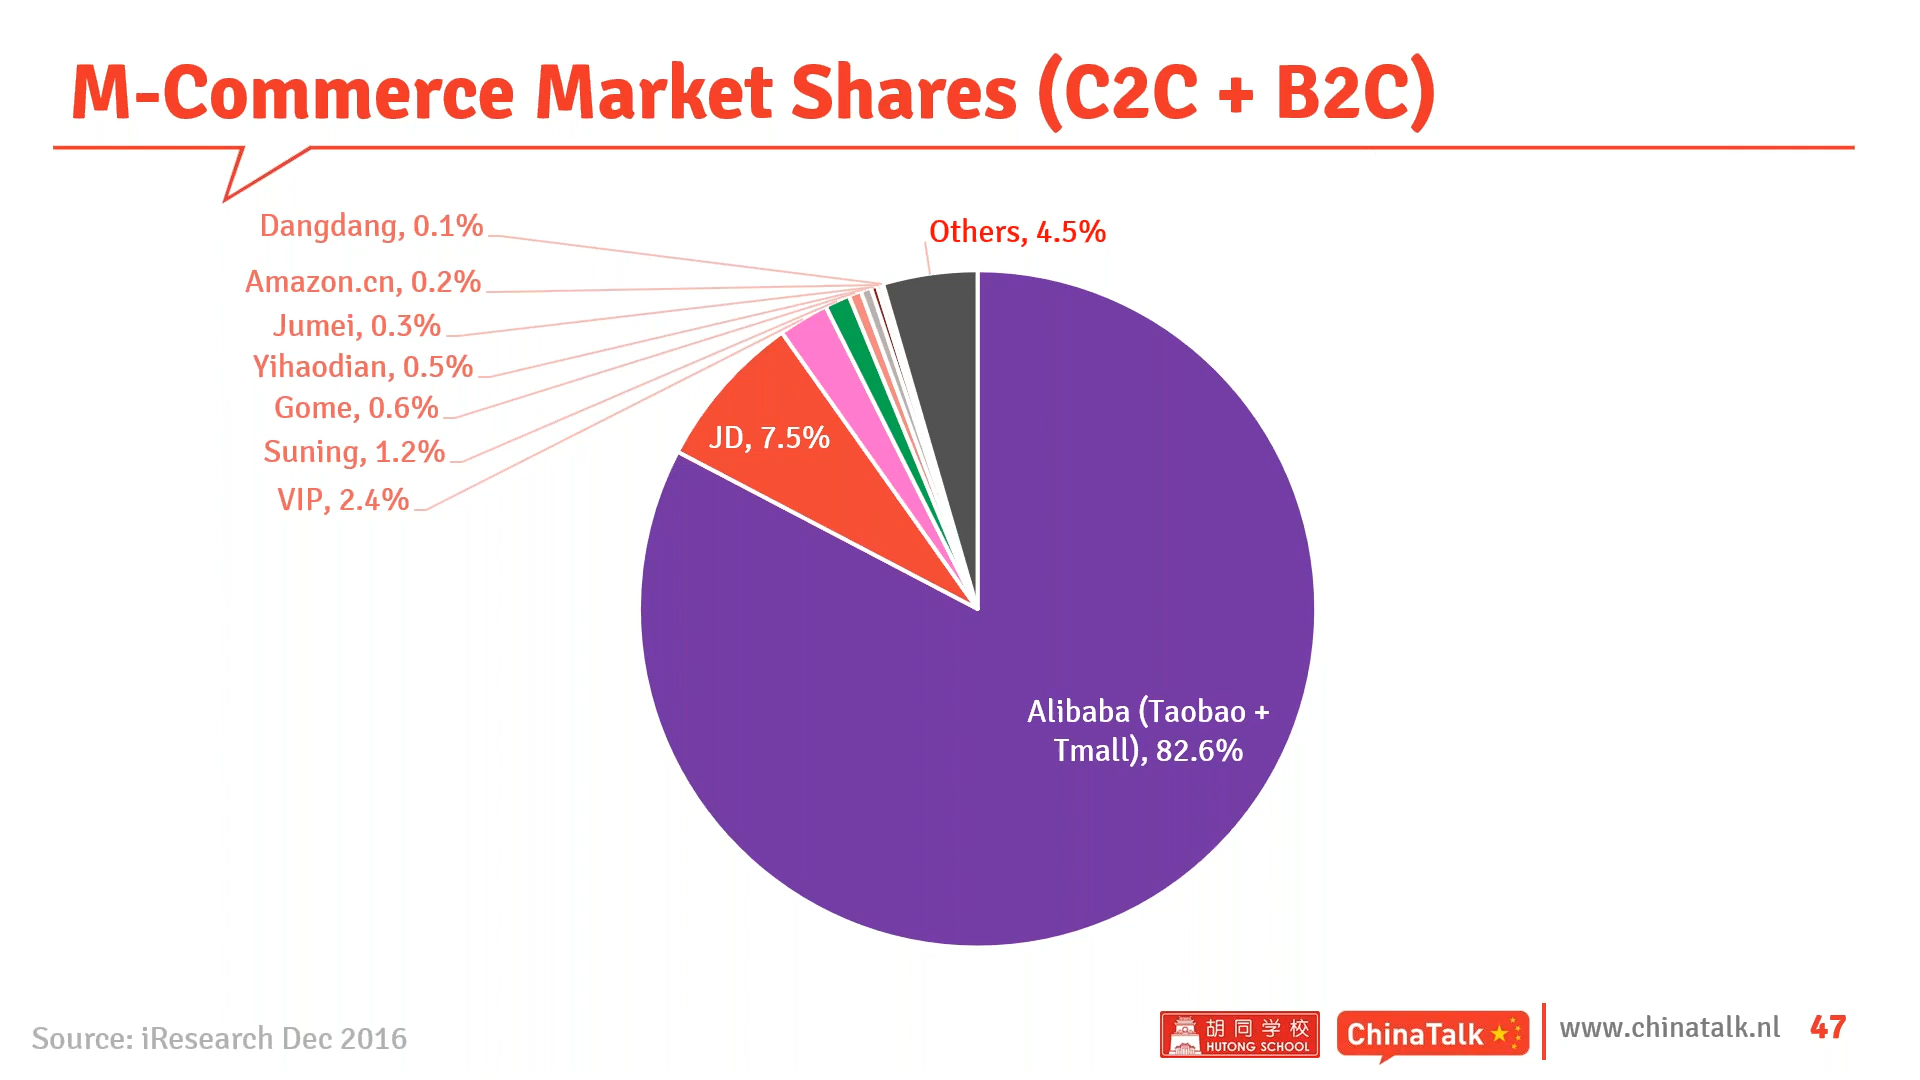 M-Commerce Market Shares (C2C + B2C)
Dangdang, 0.1%
Others, 4.5%
Amazon.cn, 0.2%
Jumei, 0.3%
Yihaodian, 0.5%
Gome, 0.6%
Suning, 1.2%
VIP, 2.4%
JD, 7.5%
Alibaba (Taobao +
Tmall), 82.6%
Source: iResearch Dec 2016
胡同学校
HUTONG SCHOOL
ChinaTalk
www.chinatalk.nl
47